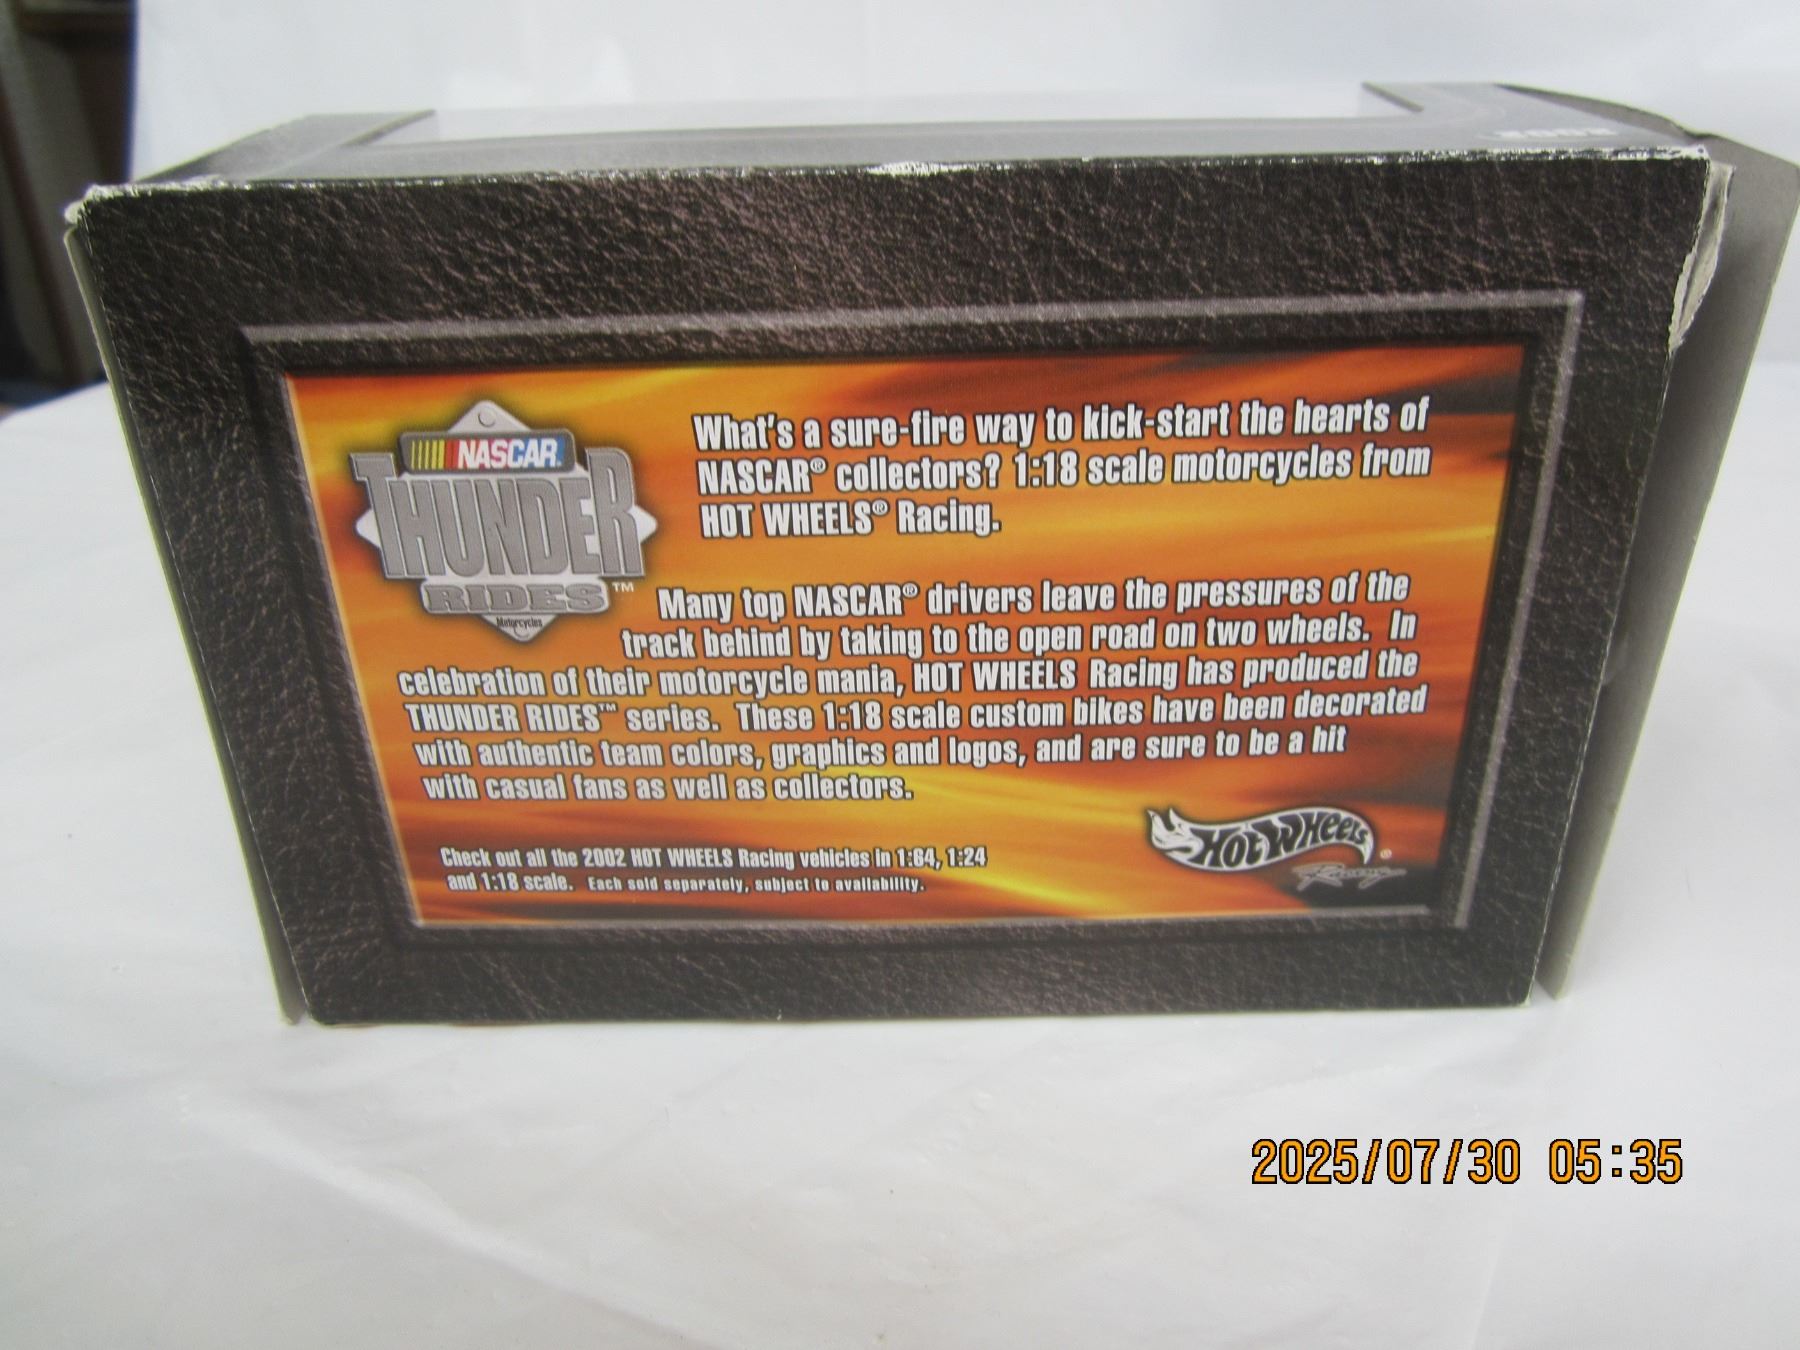 2002
NASCAR
THUNDER
RIDES™
Motorcycles
What's a sure-fire way to kick-start the hearts of
NASCAR® collectors? 1:18 scale motorcycles from
HOT WHEELS® Racing.
Many top NASCAR® drivers leave the pressures of the
track behind by taking to the open road on two wheels. In
celebration of their motorcycle mania, HOT WHEELS Racing has produced the
THUNDER RIDES™ series. These 1:18 scale custom bikes have been decorated
with authentic team colors, graphics and logos, and are sure to be a hit
with casual fans as well as collectors.
Check out all the 2002 HOT WHEELS Racing vehicles in 1:64, 1:24
and 1:18 scale. Each sold separately, subject to availability.
HOT WHEELS®
Racing
2025/07/30 05:35